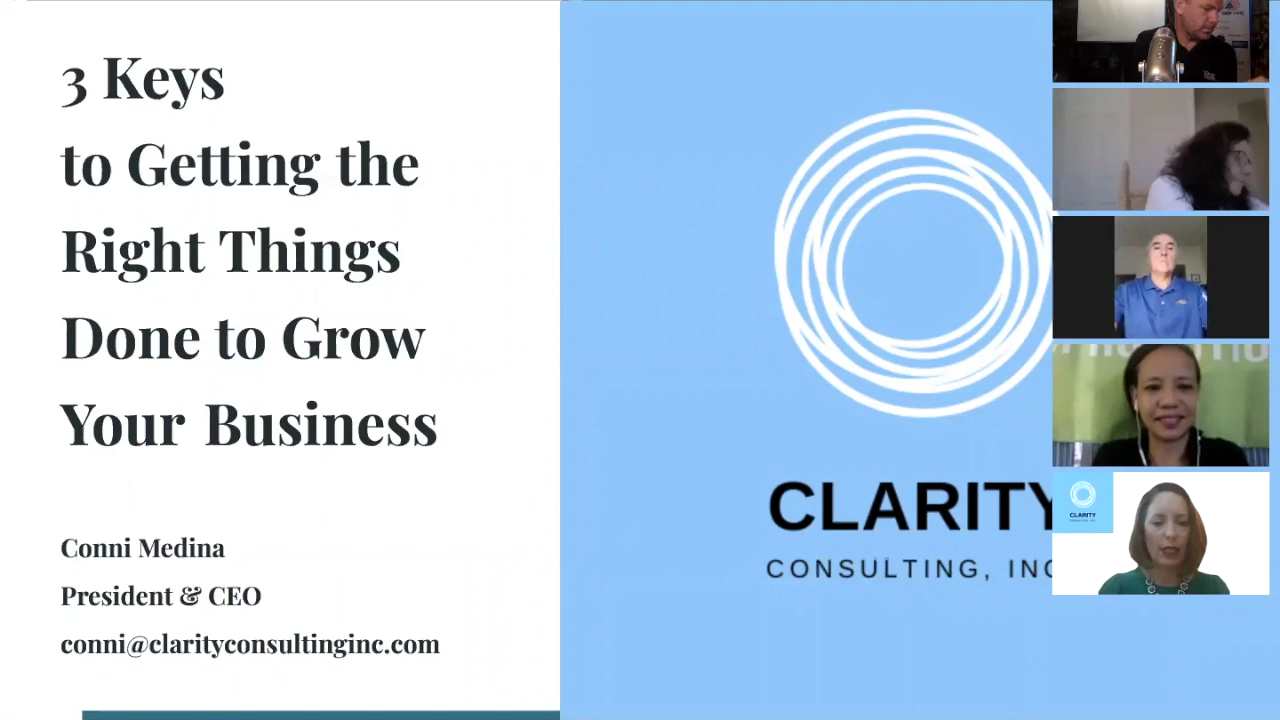 3 Keys
to Getting the
Right Things
Done to Grow
Your Business
Conni Medina
President & CEO
conni@clarityconsultinginc.com
CLARITY
CONSULTING, INC
CLARITY